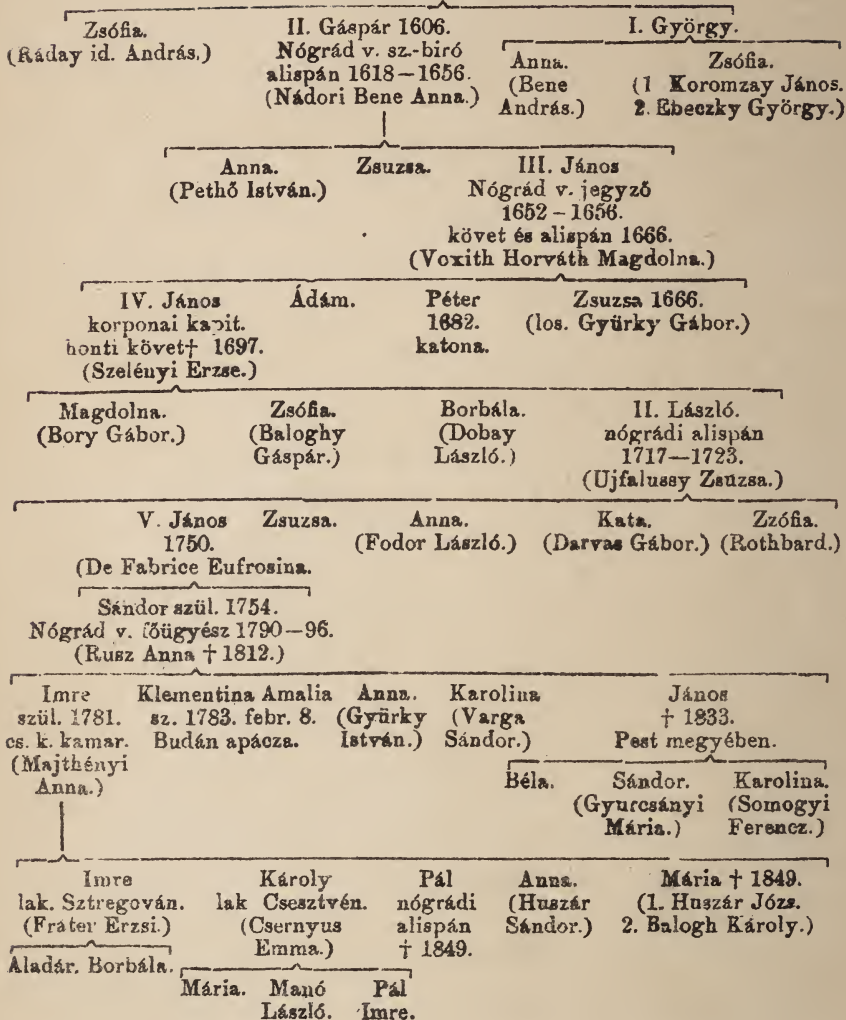 Zsófia. II. Gáspár 1606. I. György.
(Ráday id. András.) Nógrád v. sz.-biró
alispán 1618–1656. Anna. Zsófia.
(Nádori Bene Anna.) (Bene (1 Koromzay János.
András.) 2. Ebeczky György.)
Anna. Zsuzsa. III. János
(Pethő István.) Nógrád v. jegyző
1652–1656.
követ és alispán 1666.
(Voxith Horváth Magdolna.)
IV. János Ádám. Péter Zsuzsa 1666.
korponai kapit. 1682. (los. Gyürky Gábor.)
honti követ† 1697. katona.
(Szelényi Erzse.)
Magdolna. Zsófia. Borbála. II. László.
(Bory Gábor.) (Baloghy (Dobay nógrádi alispán
Gáspár.) László.) 1717—1723.
(Ujfalussy Zsuzsa.)
V. János Zsuzsa. Anna. Kata. Zzófia.
1750. (Fodor László.) (Darvas Gábor.) (Rothbard.)
(De Fabrice Eufrosina.
Sándor szül. 1754.
Nógrád v. főügyész 1790—96.
(Rusz Anna † 1812.)
Imre Klementina Amalia Anna. Karolina János
szül. 1781. sz. 1783. febr. 8. (Gyürky (Varga † 1833.
cs. k. kamar. Budán apácza. István.) Sándor.) Pest megyében.
(Majthényi
Anna.) Béla. Sándor. Karolina.
(Gyurcsányi (Somogyi
Mária.) Ferencz.)
Imre Károly Pál Anna. Mária † 1849.
lak. Sztregován. lak Csesztvén. nógrádi (Huszár (1. Huszár Józs.
(Fráter Erzsi.) (Csernyus alispán Sándor.) 2. Balogh Károly.)
Emma.) † 1849.
Aladár. Borbála.
Mária. Manó Pál
László. Imre.